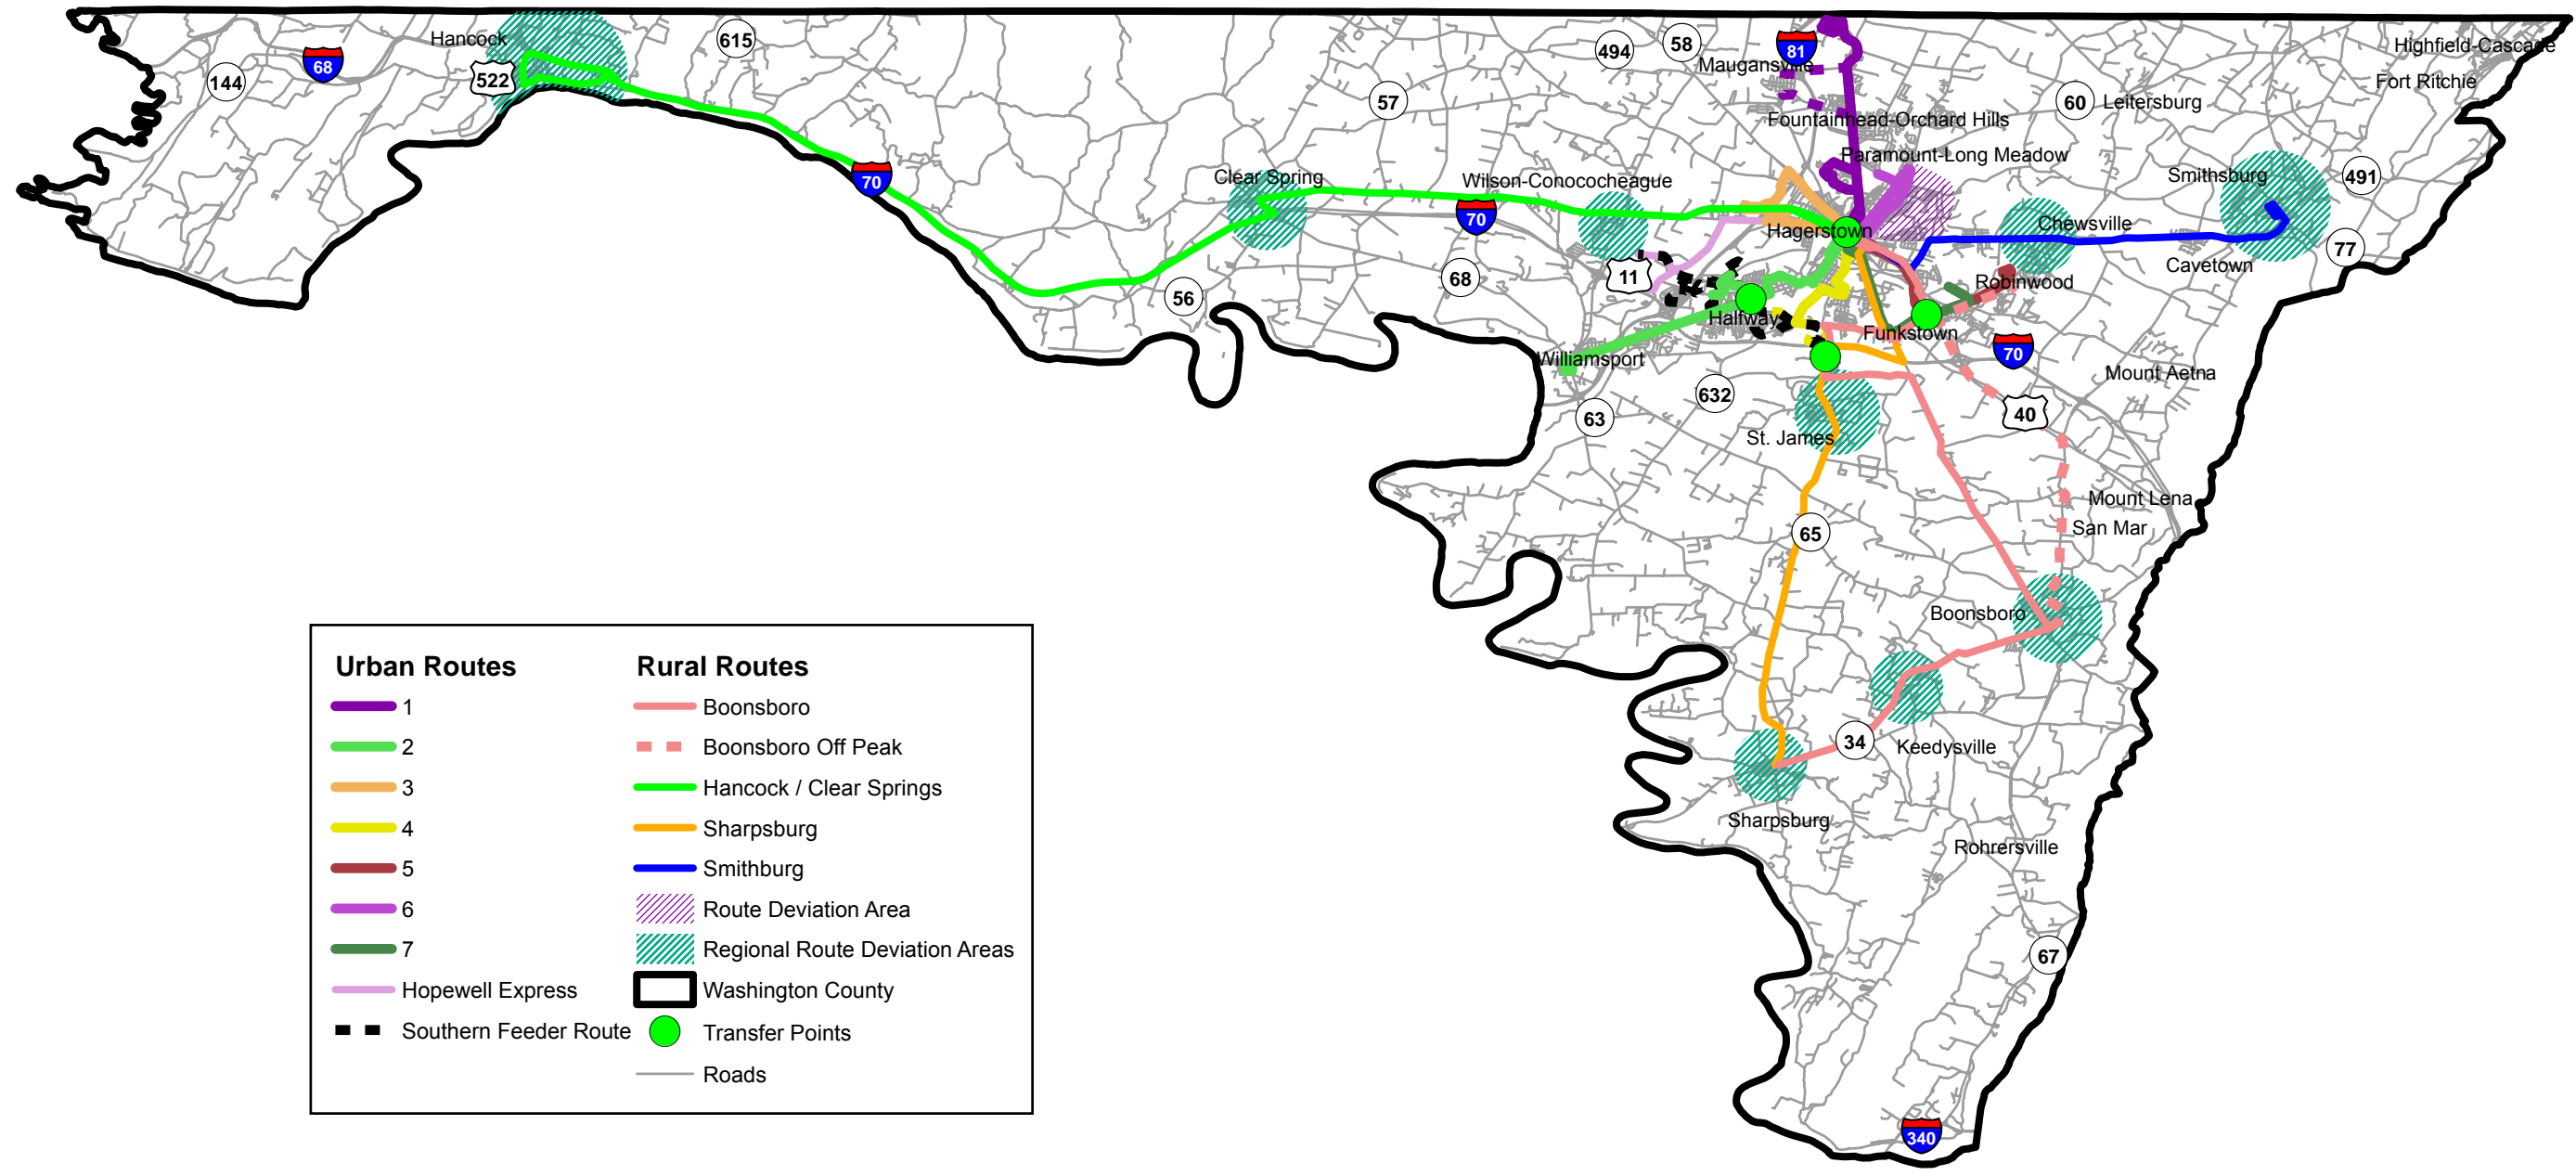 Hancock
615
68
144
522
494
58
81
Maugansville
Highfield-Cascade
Fort Ritchie
57
60
Leitersburg
Fountainhead-Orchard Hills
Paramount-Long Meadow
70
Clear Spring
Wilson-Conococheague
Smithsburg
491
70
Hagerstown
Chewsville
77
Cavetown
11
68
56
Robinwood
Halfway
Funkstown
Williamsport
70
Mount Aetna
632
63
40
St. James
Mount Lena
San Mar
65
Boonsboro
34
Keedysville
Sharpsburg
Rohrersville
67
340
Urban Routes
1
2
3
4
5
6
7
Hopewell Express
Southern Feeder Route
Rural Routes
Boonsboro
Boonsboro Off Peak
Hancock / Clear Springs
Sharpsburg
Smithburg
Route Deviation Area
Regional Route Deviation Areas
Washington County
Transfer Points
Roads